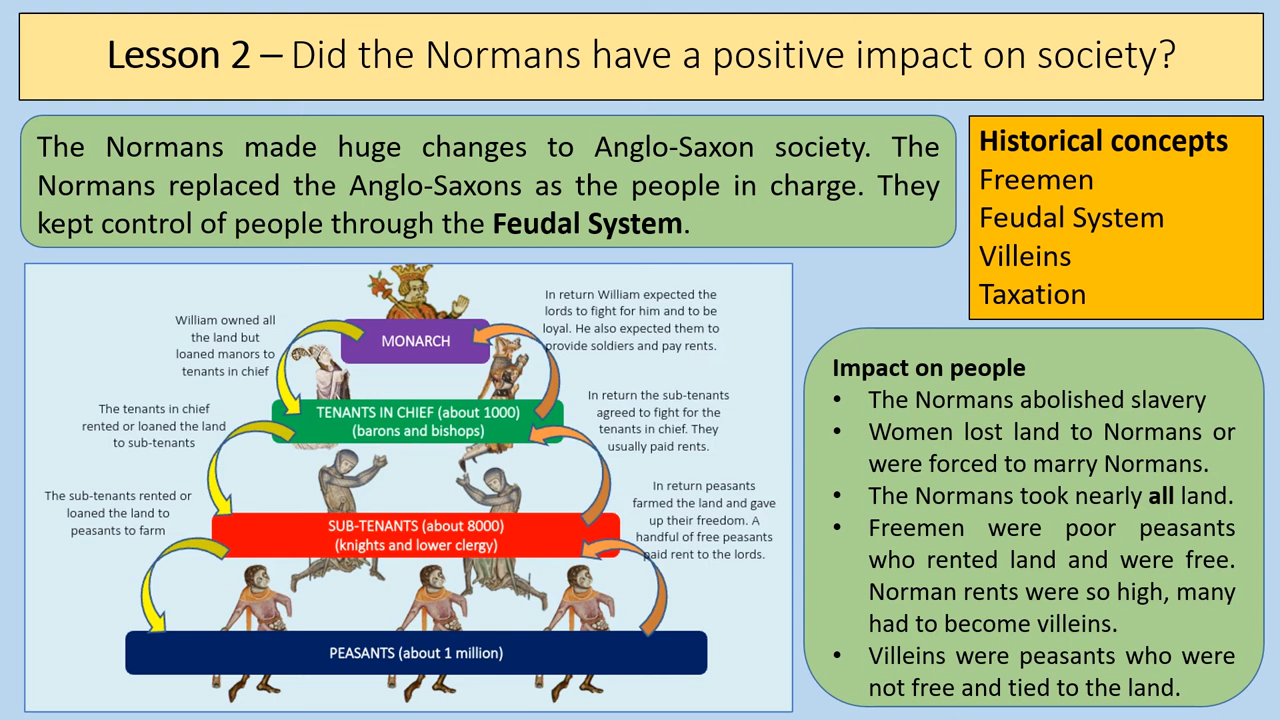 Lesson 2 – Did the Normans have a positive impact on society?
The Normans made huge changes to Anglo-Saxon society. The
Normans replaced the Anglo-Saxons as the people in charge. They
kept control of people through the Feudal System.
Historical concepts
Freemen
Feudal System
Villeins
Taxation
William owned all
the land but
loaned manors to
tenants in chief
MONARCH
In return William expected the
lords to fight for him and to be
loyal. He also expected them to
provide soldiers and pay rents.
The tenants in chief
rented or loaned the land
to sub-tenants
TENANTS IN CHIEF (about 1000)
(barons and bishops)
In return the sub-tenants
agreed to fight for the
tenants in chief. They
usually paid rents.
The sub-tenants rented or
loaned the land to
peasants to farm
SUB-TENANTS (about 8000)
(knights and lower clergy)
In return peasants
farmed the land and gave
up their freedom. A
handful of free peasants
paid rent to the lords.
PEASANTS (about 1 million)
Impact on people
• The Normans abolished slavery
• Women lost land to Normans or
were forced to marry Normans.
• The Normans took nearly all land.
• Freemen were poor peasants
who rented land and were free.
Norman rents were so high, many
had to become villeins.
• Villeins were peasants who were
not free and tied to the land.